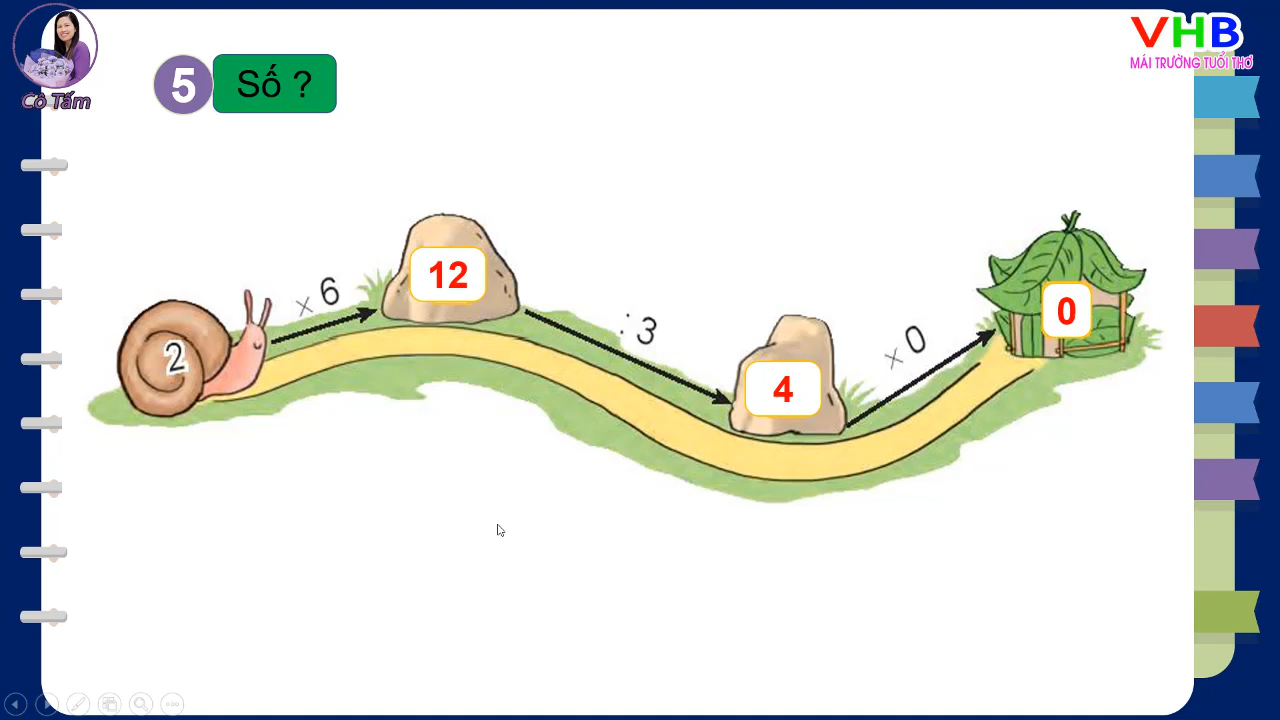 Cô Tấm
VHB
MÁI TRƯỜNG TUỔI THƠ
5 Số ?
2
× 6
12
: 3
4
× 0
0